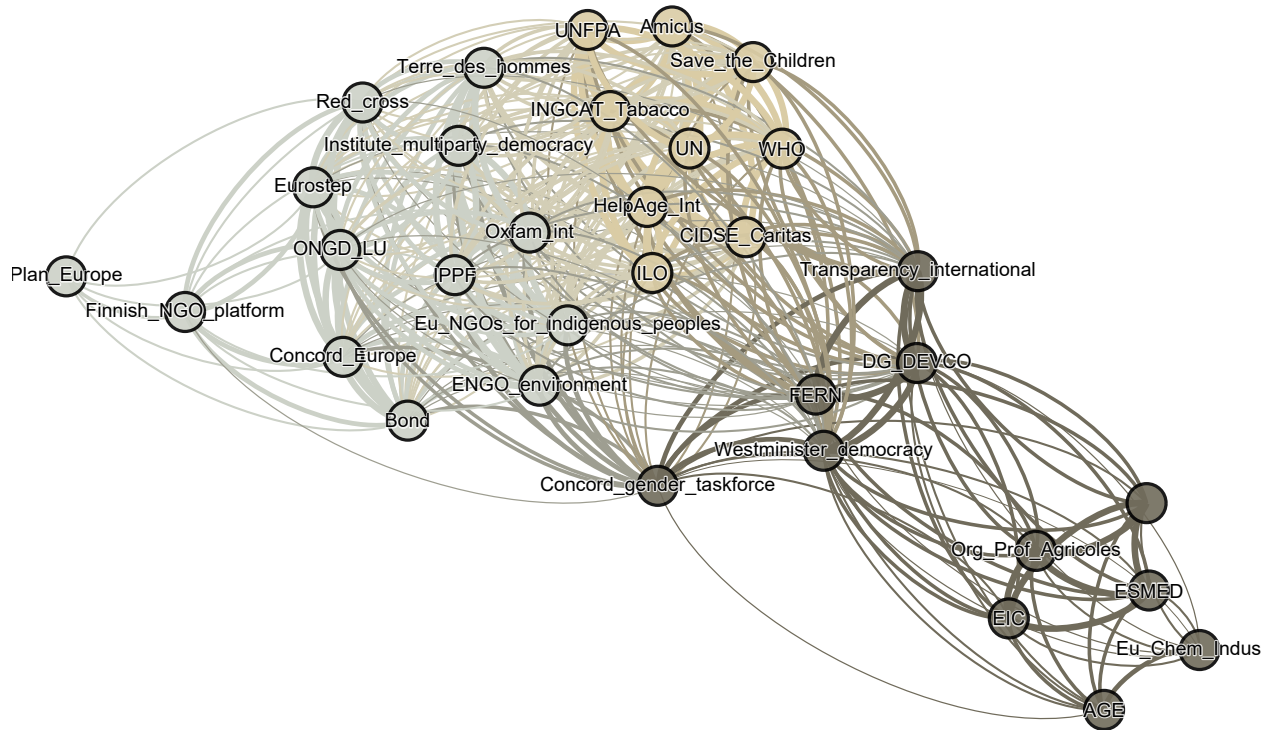 UNFPA
Amicus
Save_the_Children
Terre_des_hommes
Red_cross
INGCAT_Tabacco
Institute_multiparty_democracy
UN
WHO
Eurostep
HelpAge_Int
Oxfam_int
CIDSE_Caritas
ONGD_LU
IPPF
ILO
Transparency_international
Plan_Europe
Finnish_NGO_platform
Eu_NGOs_for_indigenous_peoples
Concord_Europe
DG_DEVCO
ENGO_environment
FERN
Bond
Westminister_democracy
Concord_gender_taskforce
Org_Prof_Agricoles
ESMED
EIC
Eu_Chem_Indus
AGE